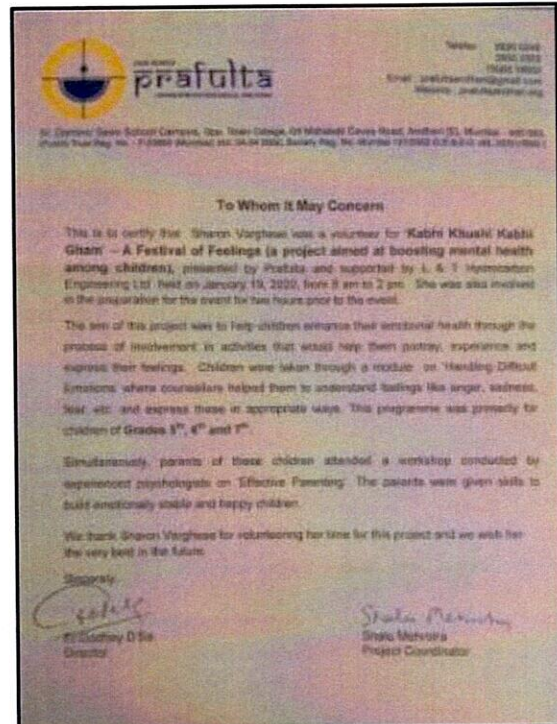 prafulta
To Whom It May Concern
This is to certify that Sharon Varghese was a volunteer for 'Kabhi Khushi Kabhi
Gham' – A Festival of Feelings (a project aimed at boosting mental health
among children), presented by Prafulta and supported by L & T Hydrocarbon
Engineering Ltd. held on January 19, 2020, from 8 am to 2 pm. She was also involved
in the preparation for the event for two hours prior to the event.
The aim of this project was to help children enhance their emotional health through the
process of involvement in activities that would help them portray, experience and
express their feelings. Children were taken through a module on 'Handling Difficult
Emotions' where counsellors helped them to understand feelings like anger, sadness,
fear, etc. and express these in appropriate ways. This programme was primarily for
children of Grades 5th, 6th and 7th.
Simultaneously, parents of these children attended a workshop conducted by
experienced psychologists on 'Effective Parenting'. The parents were given skills to
build emotionally stable and happy children.
We thank Sharon Varghese for volunteering her time for this project and we wish her
the very best in the future.
Sincerely,
Director
Project Coordinator